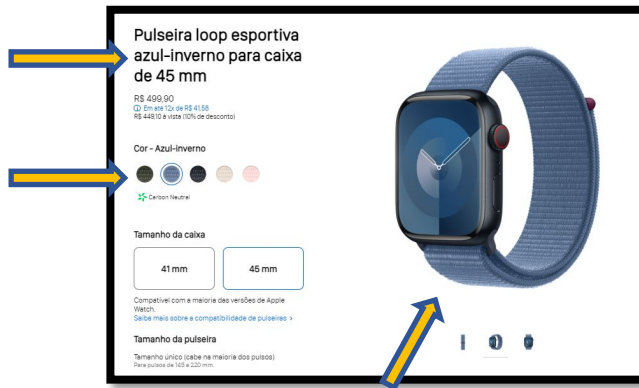 Pulseira loop esportiva
azul-inverno para caixa
de 45 mm
R$ 499,90
Em até 12x de R$ 41,58
R$ 449,10 à vista (10% de desconto)
Cor - Azul-inverno
Carbon Neutral
Tamanho da caixa
41 mm
45 mm
Compatível com a maioria das versões de Apple
Watch.
Saiba mais sobre a compatibilidade de pulseiras >
Tamanho da pulseira
Tamanho único (cabe na maioria dos pulsos)
Para pulsos de 145 a 220 mm.